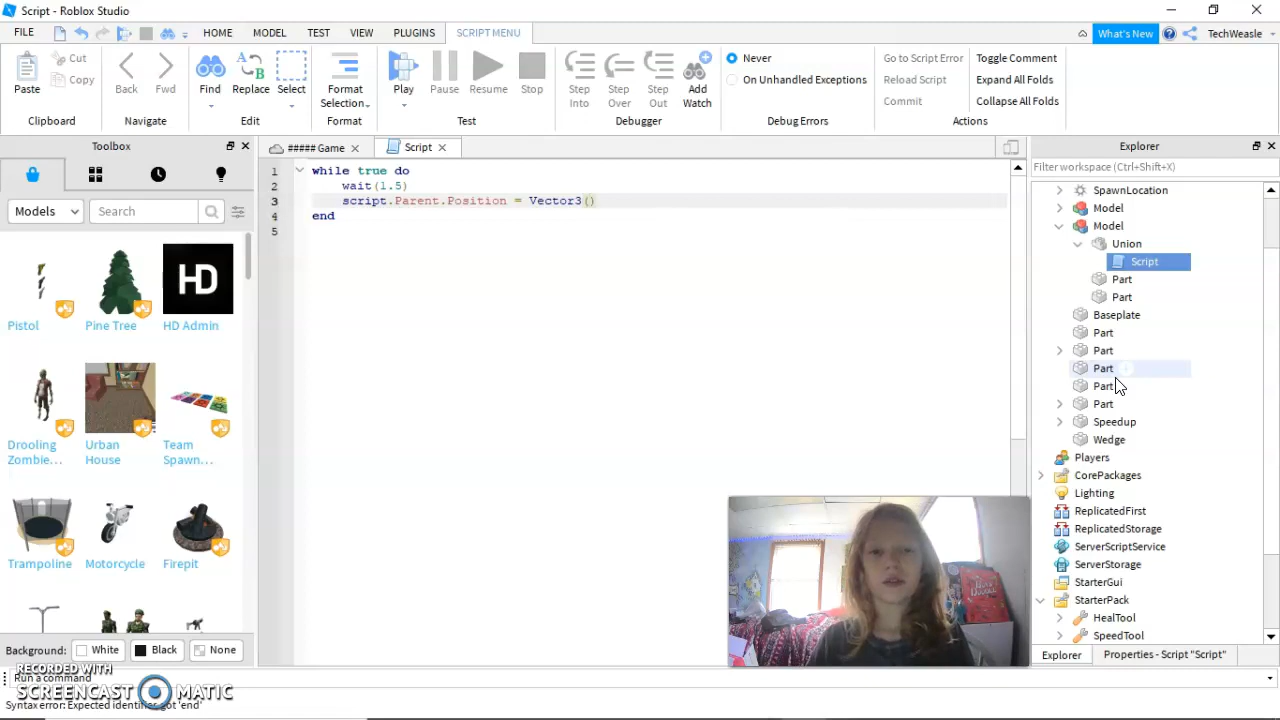 Script - Roblox Studio
FILE HOME MODEL TEST VIEW PLUGINS SCRIPT MENU What's New TechWeasle
Paste Cut Copy Back Fwd Find Replace Select Format Selection Play Pause Resume Stop Step Into Step Over Step Out Add Watch Never On Unhandled Exceptions Go to Script Error Reload Script Commit Toggle Comment Expand All Folds Collapse All Folds
Clipboard Navigate Edit Format Test Debugger Debug Errors Actions
Toolbox
Models Search
Pistol Pine Tree HD Admin
HD
Drooling Zombie... Urban House Team Spawn...
Trampoline Motorcycle Firepit
Background: White Black None
##### Game Script
1 while true do
2 wait(1.5)
3 script.Parent.Position = Vector3()
4 end
5
Explorer
Filter workspace (Ctrl+Shift+X)
SpawnLocation
Model
Model
Union
Script
Part
Part
Baseplate
Part
Part
Part
Part
Part
Speedup
Wedge
Players
CorePackages
Lighting
ReplicatedFirst
ReplicatedStorage
ServerScriptService
ServerStorage
StarterGui
StarterPack
HealTool
SpeedTool
Explorer Properties - Script "Script"
Run a command
RECORDED WITH
SCREENCAST MATIC
Syntax error: Expected identifier got 'end'